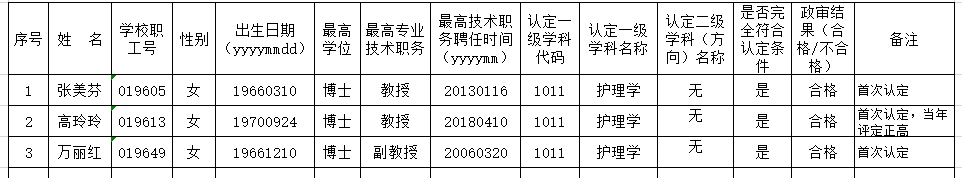 序号 姓 名 学校职工号 性别 出生日期（yyyymmdd） 最高学位 最高专业技术职务 最高技术职务聘任时间（yyyymm） 认定一级学科代码 认定一级学科名称 认定二级学科（方向）名称 是否完全符合认定条件 政审结果（合格/不合格） 备注
1 张美芬 019605 女 19660310 博士 教授 20130116 1011 护理学 无 是 合格 首次认定
2 高玲玲 019613 女 19700924 博士 教授 20180410 1011 护理学 无 是 合格 首次认定，当年评定正高
3 万丽红 019649 女 19661210 博士 副教授 20060320 1011 护理学 无 是 合格 首次认定